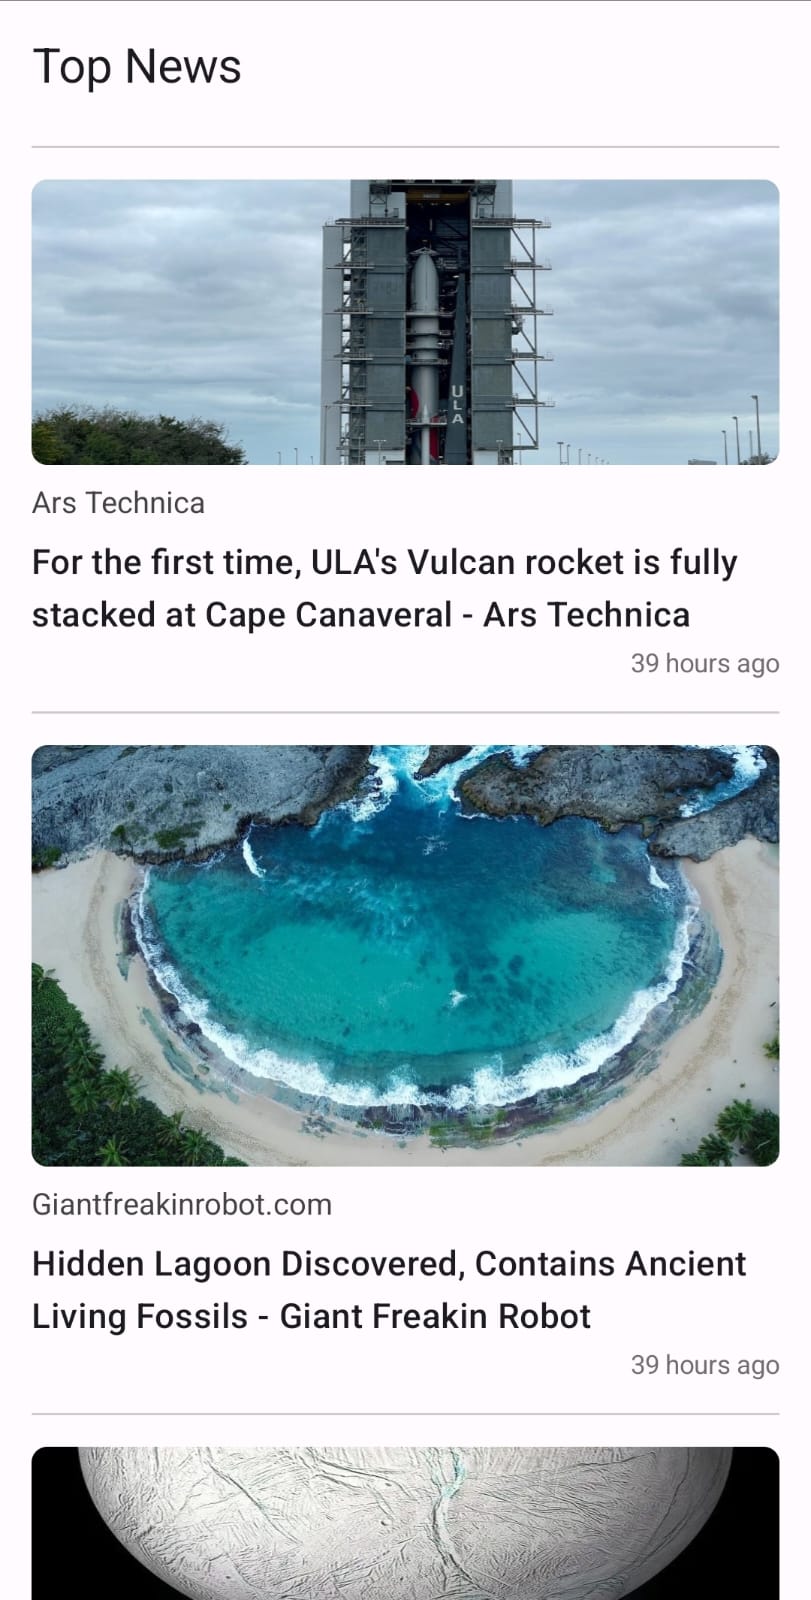 Top News
ULA
Ars Technica
For the first time, ULA's Vulcan rocket is fully
stacked at Cape Canaveral - Ars Technica
39 hours ago
Giantfreakinrobot.com
Hidden Lagoon Discovered, Contains Ancient
Living Fossils - Giant Freakin Robot
39 hours ago